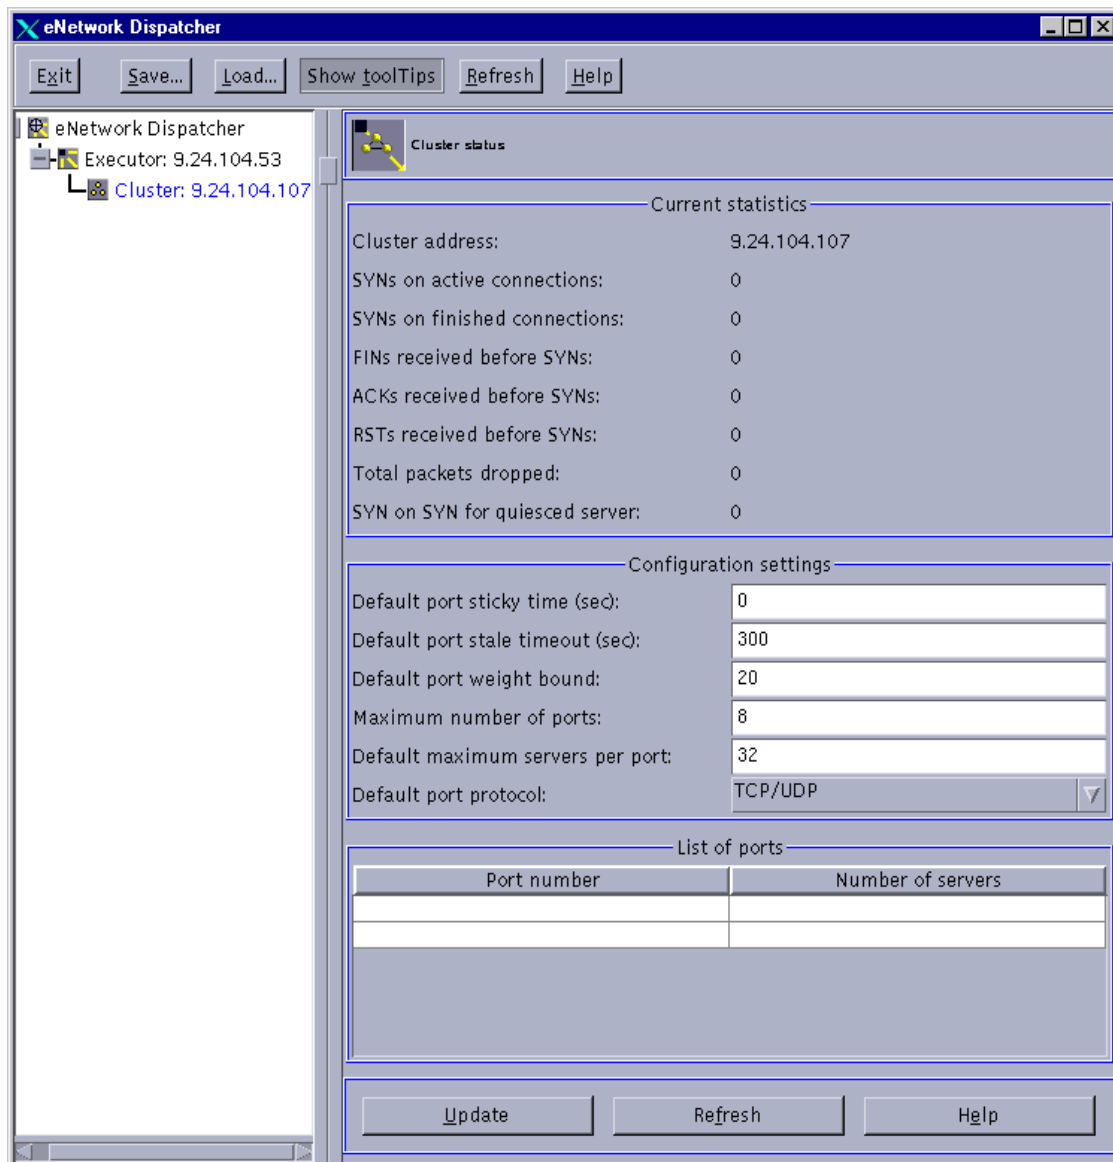 eNetwork Dispatcher
Exit Save... Load... Show toolTips Refresh Help
eNetwork Dispatcher
Executor: 9.24.104.53
Cluster: 9.24.104.107
Cluster status
Current statistics
Cluster address: 9.24.104.107
SYNs on active connections: 0
SYNs on finished connections: 0
FINs received before SYNs: 0
ACKs received before SYNs: 0
RSTs received before SYNs: 0
Total packets dropped: 0
SYN on SYN for quiesced server: 0
Configuration settings
Default port sticky time (sec): 0
Default port stale timeout (sec): 300
Default port weight bound: 20
Maximum number of ports: 8
Default maximum servers per port: 32
Default port protocol: TCP/UDP
List of ports
Port number Number of servers
Update Refresh Help